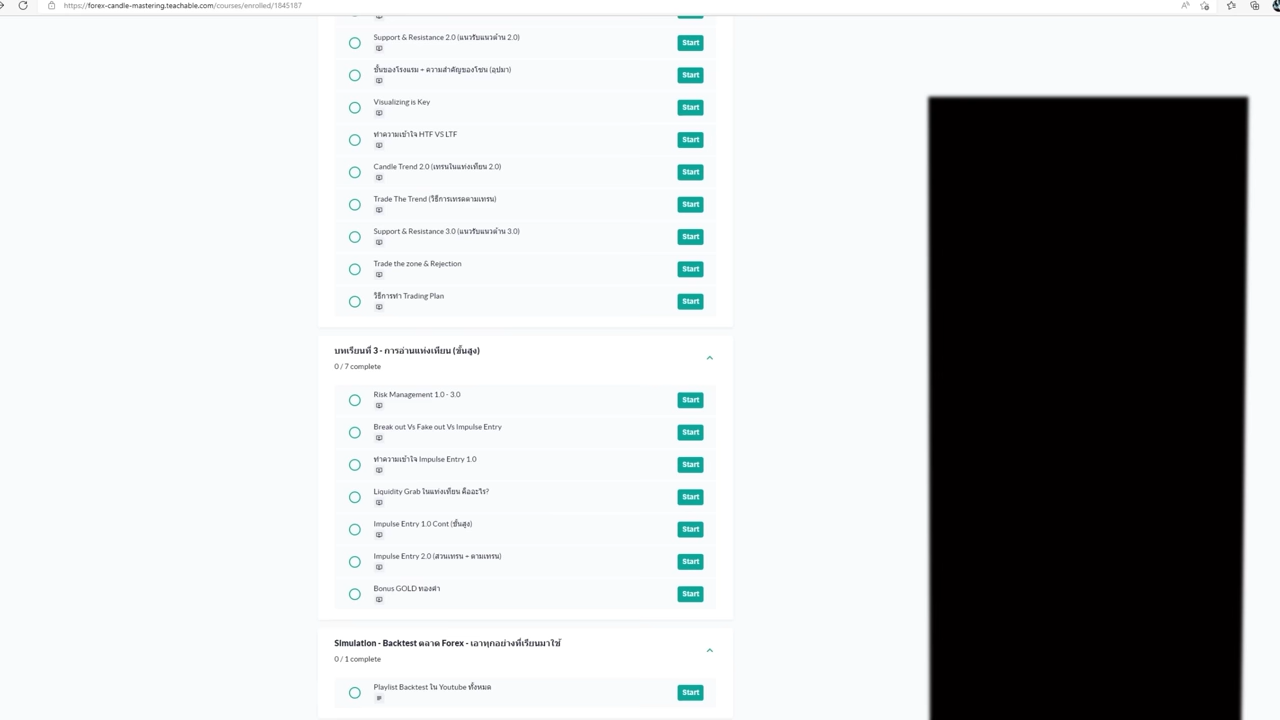 https://forex-candle-mastering.teachable.com/courses/enrolled/1845187
Support & Resistance 2.0 (แนวรับแนวต้าน 2.0)
Start
ชั้นของโรงแรม + ความสำคัญของโซน (อุปมา)
Start
Visualizing is Key
Start
ทำความเข้าใจ HTF VS LTF
Start
Candle Trend 2.0 (เทรนในแท่งเทียน 2.0)
Start
Trade The Trend (วิธีการเทรดตามเทรน)
Start
Support & Resistance 3.0 (แนวรับแนวต้าน 3.0)
Start
Trade the zone & Rejection
Start
วิธีการทำ Trading Plan
Start
บทเรียนที่ 3 - การอ่านแท่งเทียน (ขั้นสูง)
0 / 7 complete
Risk Management 1.0 - 3.0
Start
Break out Vs Fake out Vs Impulse Entry
Start
ทำความเข้าใจ Impulse Entry 1.0
Start
Liquidity Grab ในแท่งเทียน คืออะไร?
Start
Impulse Entry 1.0 Cont (ขั้นสูง)
Start
Impulse Entry 2.0 (สวนเทรน + ตามเทรน)
Start
Bonus GOLD ทองคำ
Start
Simulation - Backtest ตลาด Forex - เอาทุกอย่างที่เรียนมาใช้
0 / 1 complete
Playlist Backtest ใน Youtube ทั้งหมด
Start